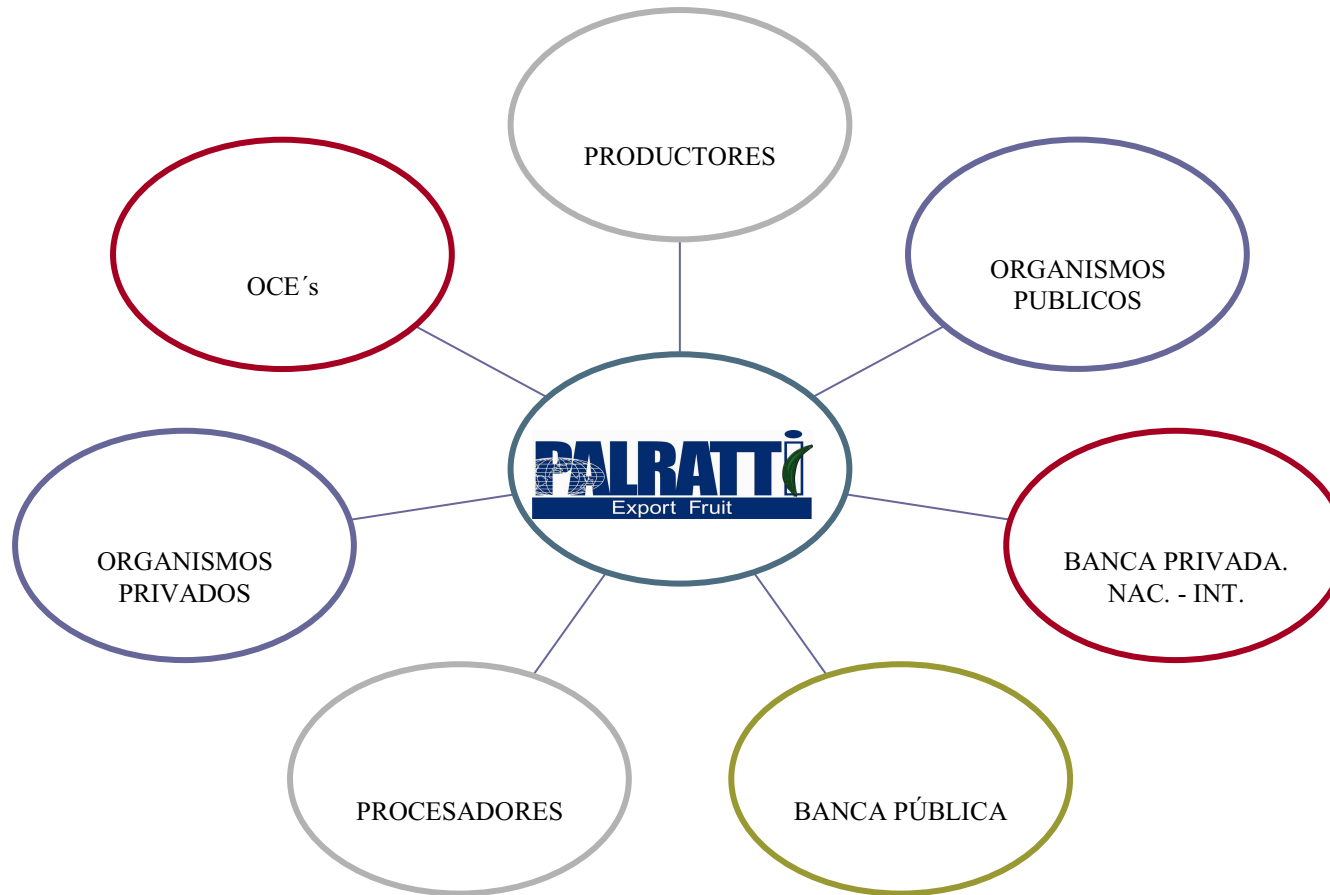 PRODUCTORES
OCE´s
ORGANISMOS
PUBLICOS
PALRATTi
Export Fruit
ORGANISMOS
PRIVADOS
BANCA PRIVADA.
NAC. - INT.
PROCESADORES
BANCA PÚBLICA